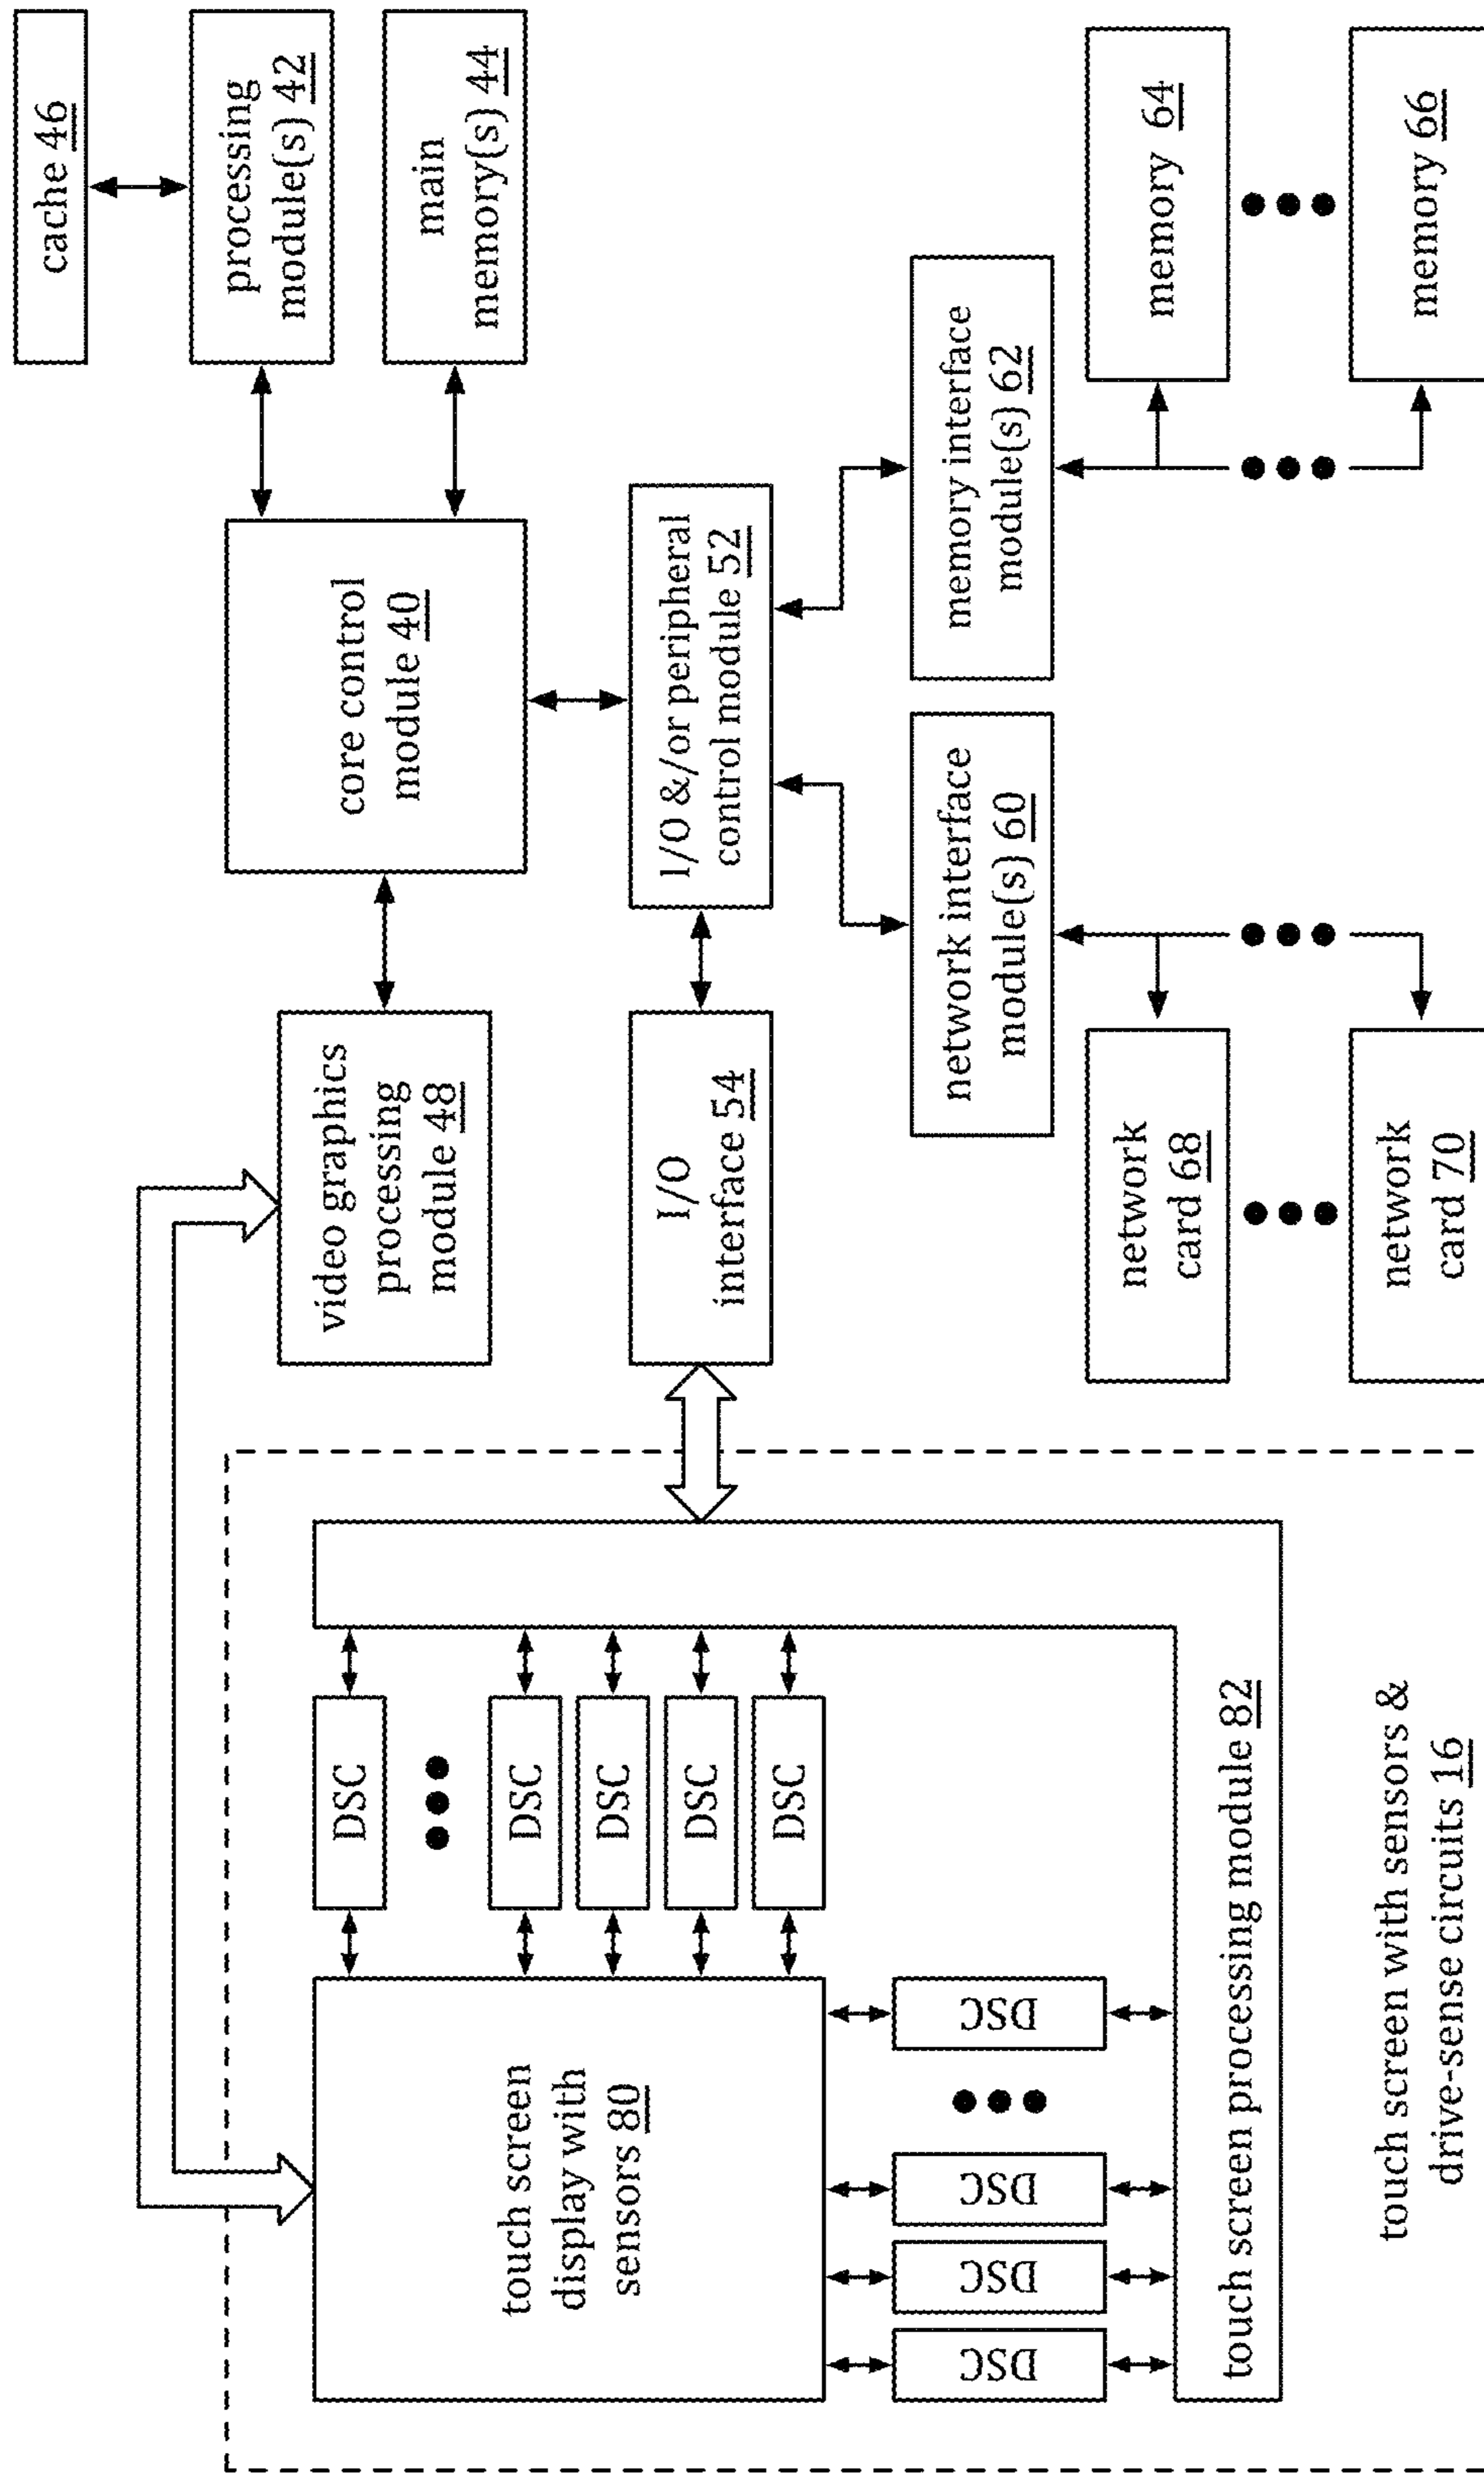 cache 46
processing
module(s) 42
main
memory(s) 44
core control
module 40
video graphics
processing
module 48
I/O &/or peripheral
control module 52
I/O
interface 54
memory interface
module(s) 62
network interface
module(s) 60
memory 64
memory 66
network
card 68
network
card 70
DSC
DSC
DSC
DSC
DSC
touch screen
display with
sensors 80
DSC
DSC
DSC
DSC
touch screen processing module 82
touch screen with sensors &
drive-sense circuits 16